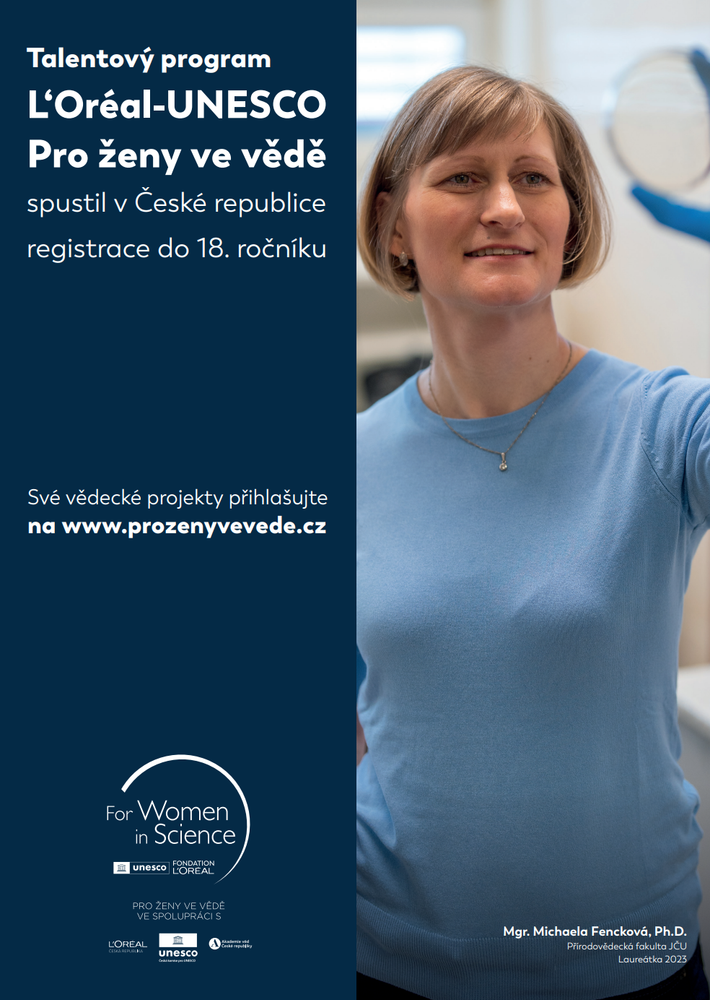 Talentový program
L‘Oréal-UNESCO
Pro ženy ve vědě
spustil v České republice
registrace do 18. ročníku
Své vědecké projekty přihlašujte
na www.prozenyvevede.cz
For Women
in Science
unesco
FONDATION
L'ORÉAL
PRO ŽENY VE VĚDĚ
VE SPOLUPRÁCI S
L'ORÉAL
ČESKÁ REPUBLIKA
unesco
Česká komise pro UNESCO
Akademie věd
České republiky
Mgr. Michaela Fencková, Ph.D.
Přírodovědecká fakulta JČU
Laureátka 2023